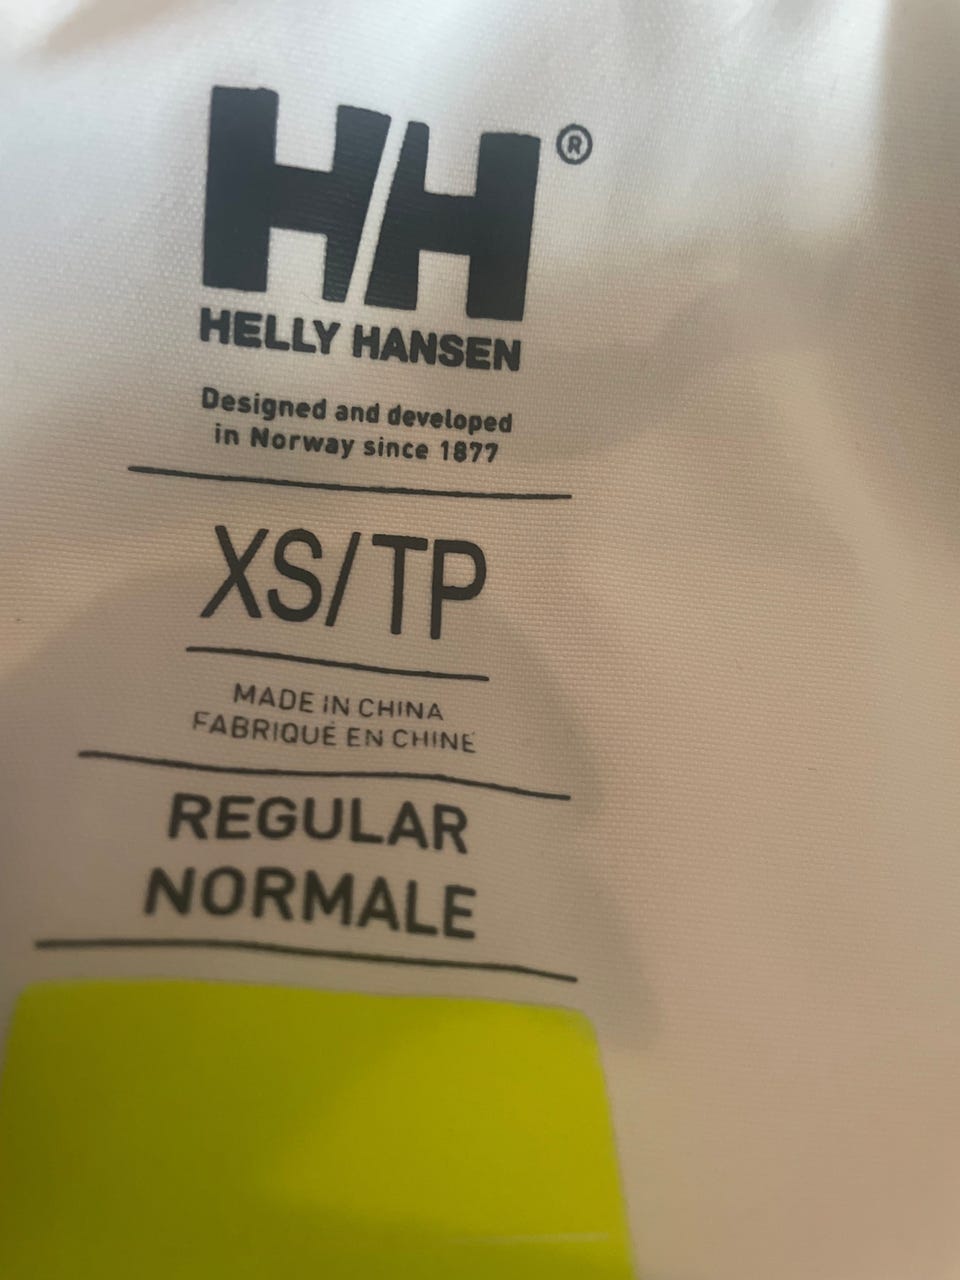 HH®
HELLY HANSEN
Designed and developed
in Norway since 1877
XS/TP
MADE IN CHINA
FABRIQUÉ EN CHINE
REGULAR
NORMALE